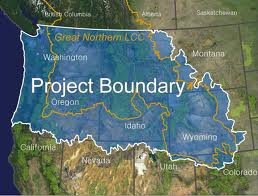 British Columbia
Alberta
Saskatchewan
Great Northern LCC
Washington
Montana
Project Boundary
Oregon
Idaho
Wyoming
California
Nevada
Utah
Colorado